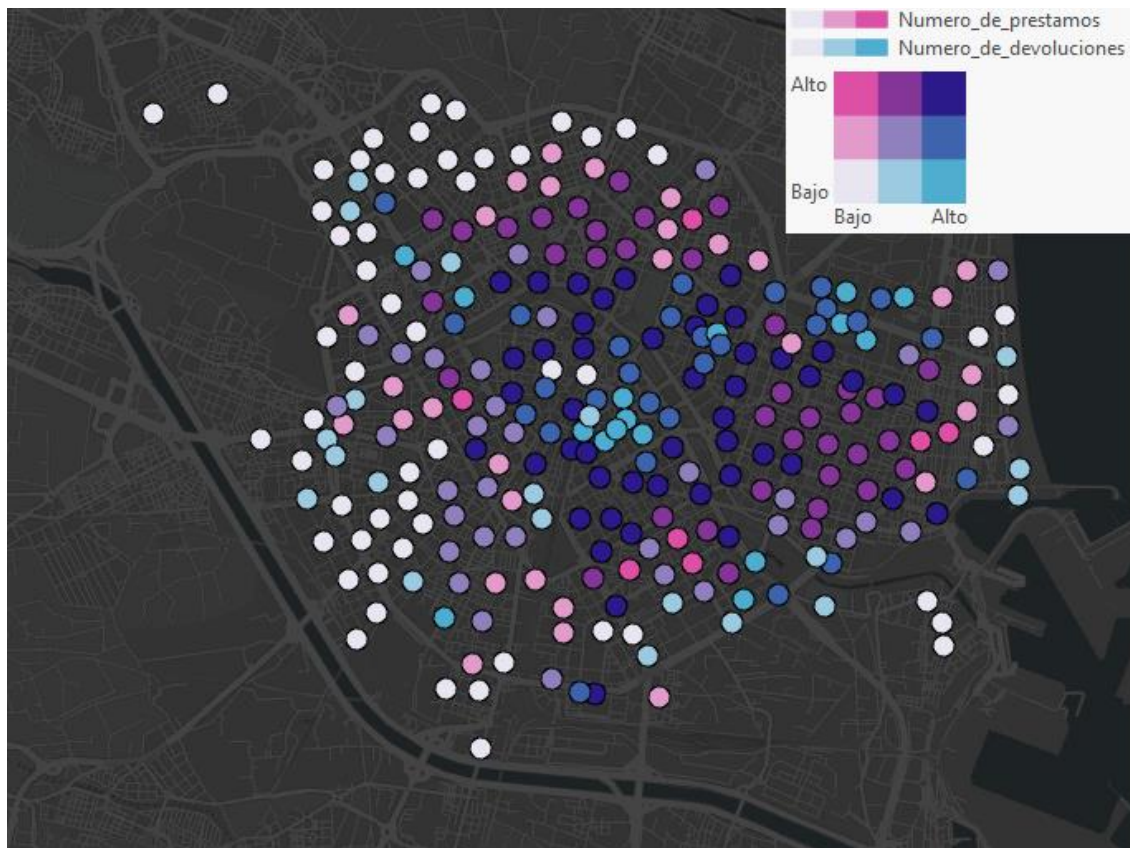 Numero_de_prestamos
Numero_de_devoluciones
Alto
Bajo
Bajo Alto